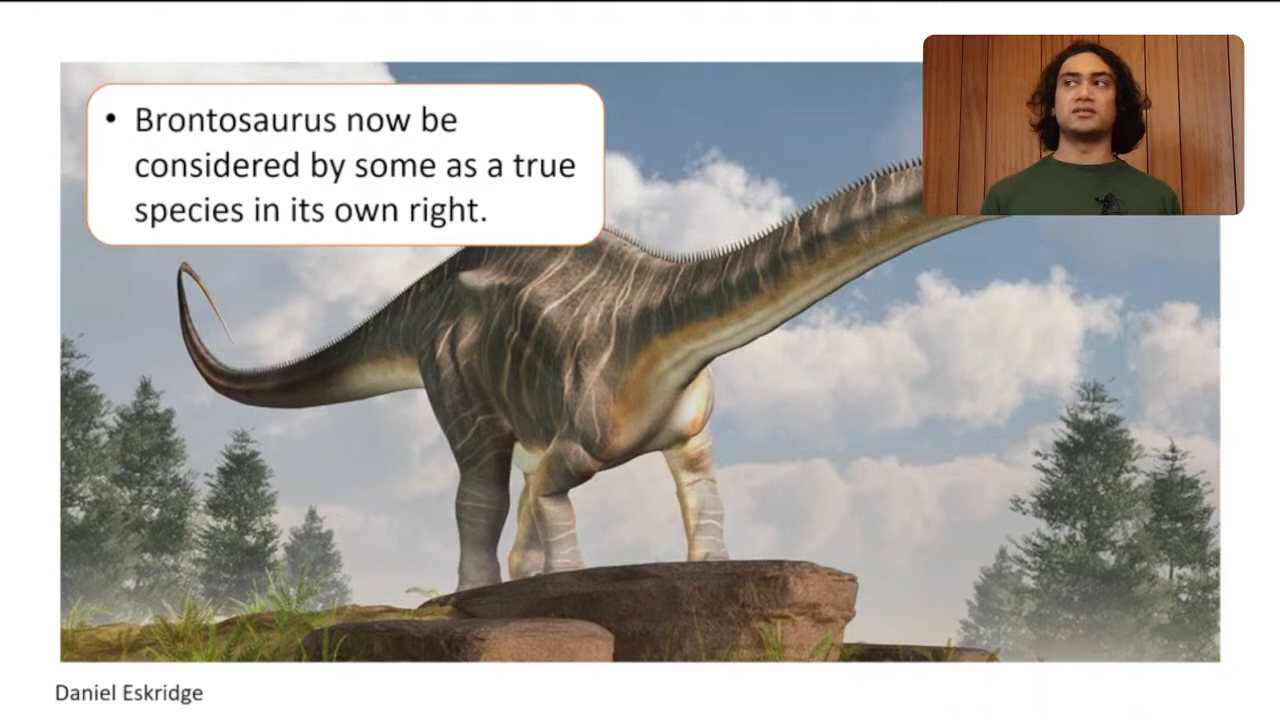 • Brontosaurus now be
considered by some as a true
species in its own right.
Daniel Eskridge